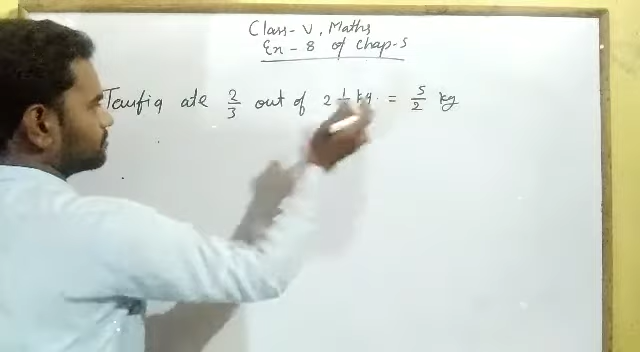 Class - V, Maths
Ex - 8 of Chap-5
Taufiq ate 2/3 out of 2 1/2 kg. = 5/2 kg